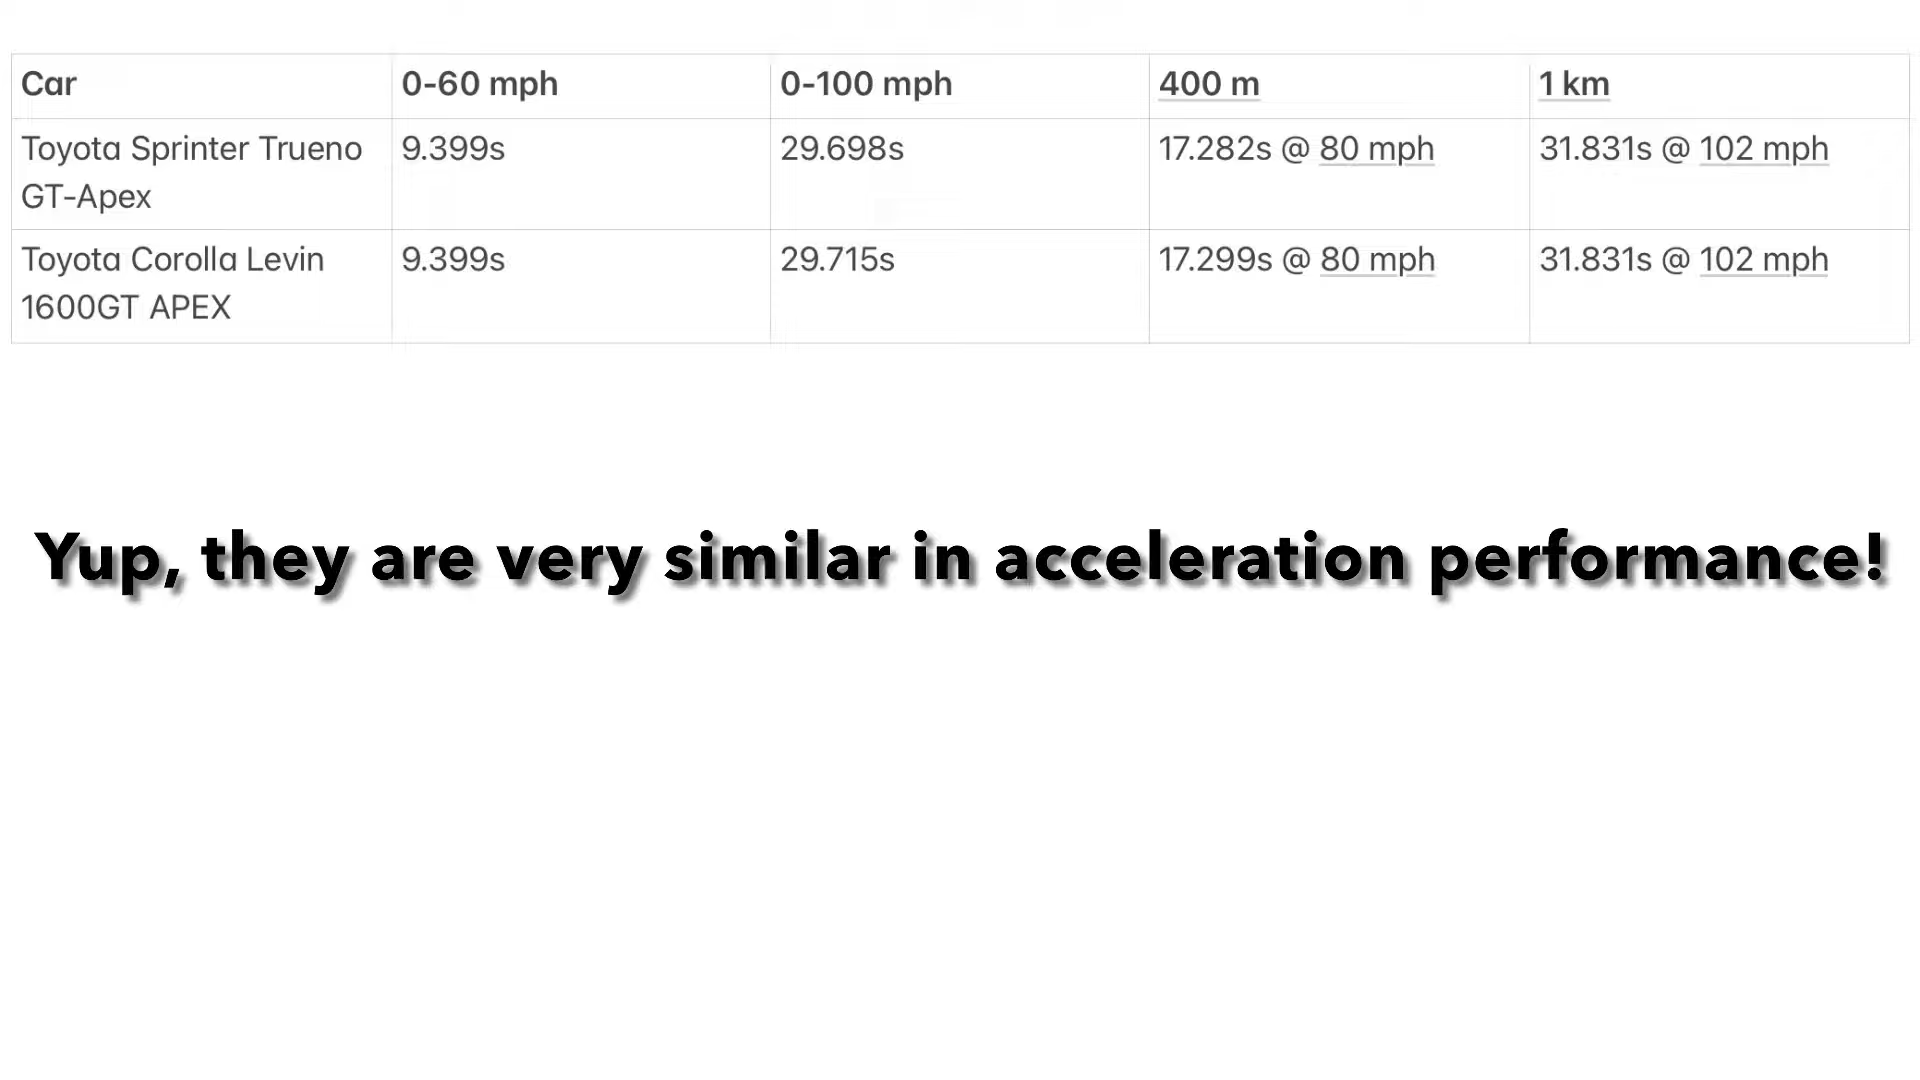 Car 0-60 mph 0-100 mph 400 m 1 km
Toyota Sprinter Trueno GT-Apex 9.399s 29.698s 17.282s @ 80 mph 31.831s @ 102 mph
Toyota Corolla Levin 1600GT APEX 9.399s 29.715s 17.299s @ 80 mph 31.831s @ 102 mph
Yup, they are very similar in acceleration performance!